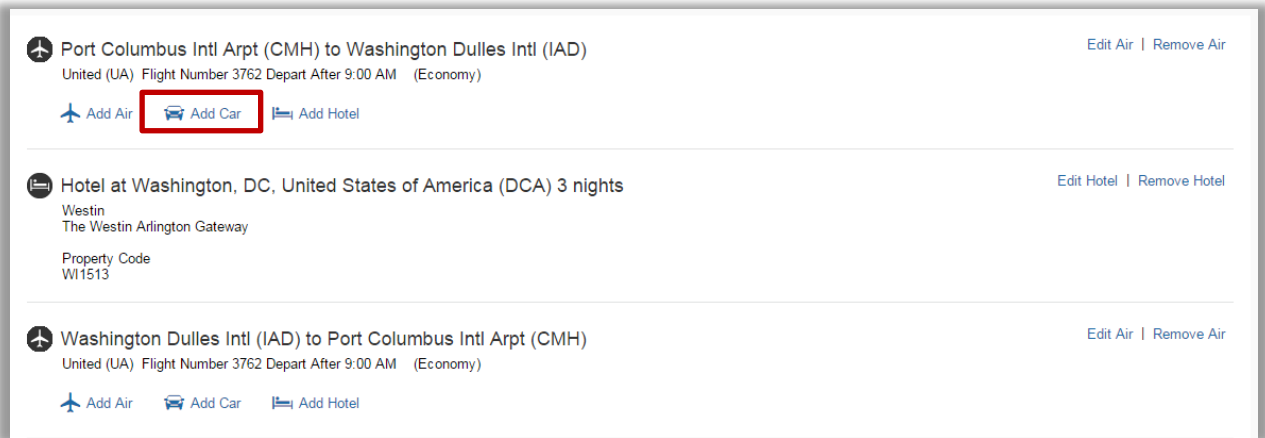 Port Columbus Intl Arpt (CMH) to Washington Dulles Intl (IAD)
Edit Air | Remove Air
United (UA) Flight Number 3762 Depart After 9:00 AM (Economy)
Add Air Add Car Add Hotel
Hotel at Washington, DC, United States of America (DCA) 3 nights
Edit Hotel | Remove Hotel
Westin
The Westin Arlington Gateway
Property Code
WI1513
Washington Dulles Intl (IAD) to Port Columbus Intl Arpt (CMH)
Edit Air | Remove Air
United (UA) Flight Number 3762 Depart After 9:00 AM (Economy)
Add Air Add Car Add Hotel